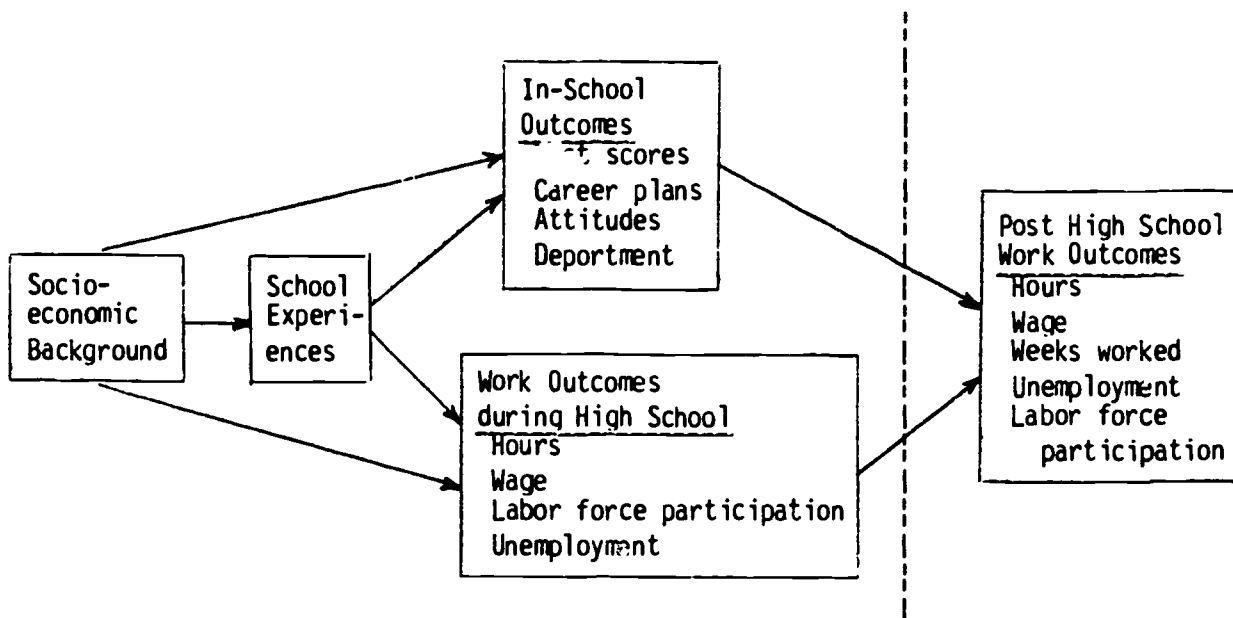 In-School
Outcomes
scores
Career plans
Attitudes
Deportment
Socio-
economic
Background
School
Experi-
ences
Work Outcomes
during High School
Hours
Wage
Labor force participation
Unemployment
Post High School
Work Outcomes
Hours
Wage
Weeks worked
Unemployment
Labor force
participation